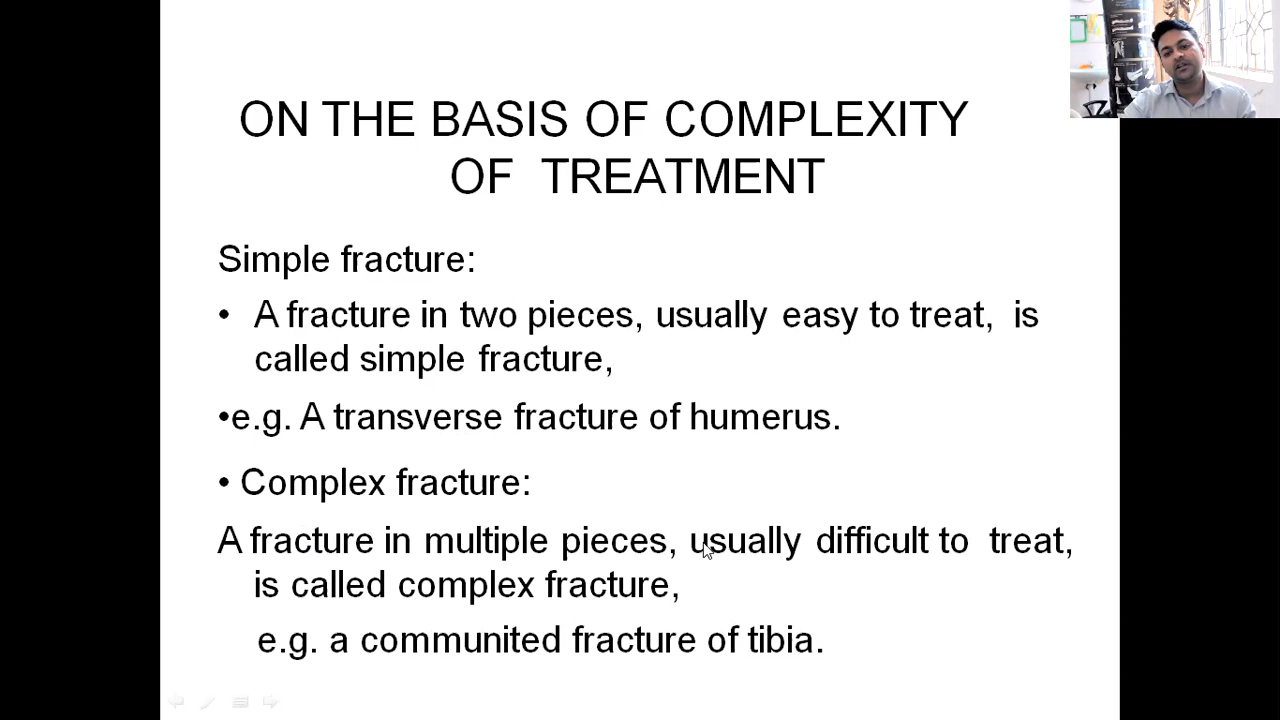 ON THE BASIS OF COMPLEXITY
OF TREATMENT
Simple fracture:
• A fracture in two pieces, usually easy to treat, is
called simple fracture,
•e.g. A transverse fracture of humerus.
• Complex fracture:
A fracture in multiple pieces, usually difficult to treat,
is called complex fracture,
e.g. a communited fracture of tibia.